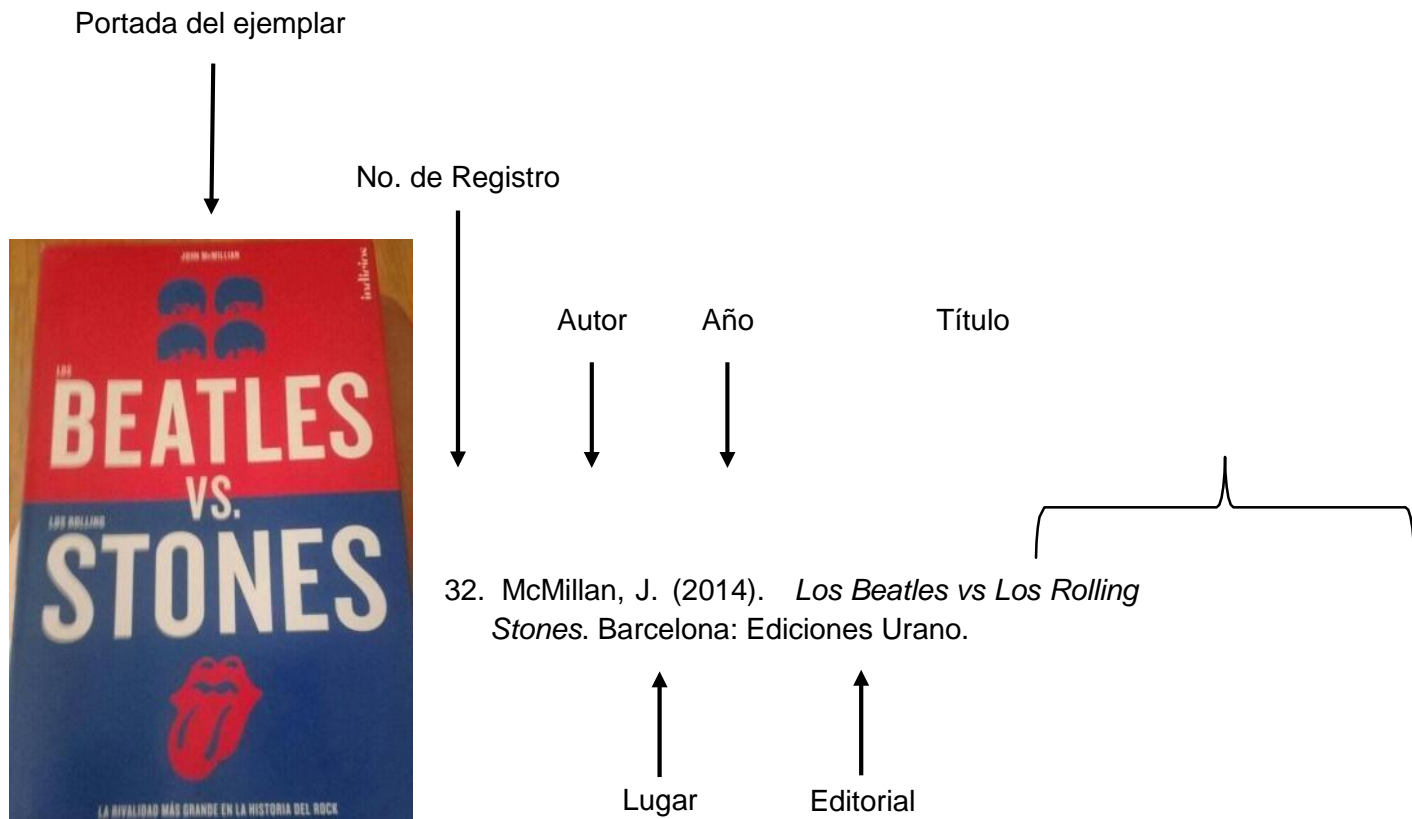 Portada del ejemplar
No. de Registro
Autor Año Título
JOHN McMILLIAN
indicios
LOS
BEATLES
VS.
LOS ROLLING
STONES
LA RIVALIDAD MÁS GRANDE EN LA HISTORIA DEL ROCK
32. McMillan, J. (2014). Los Beatles vs Los Rolling
Stones. Barcelona: Ediciones Urano.
Lugar Editorial